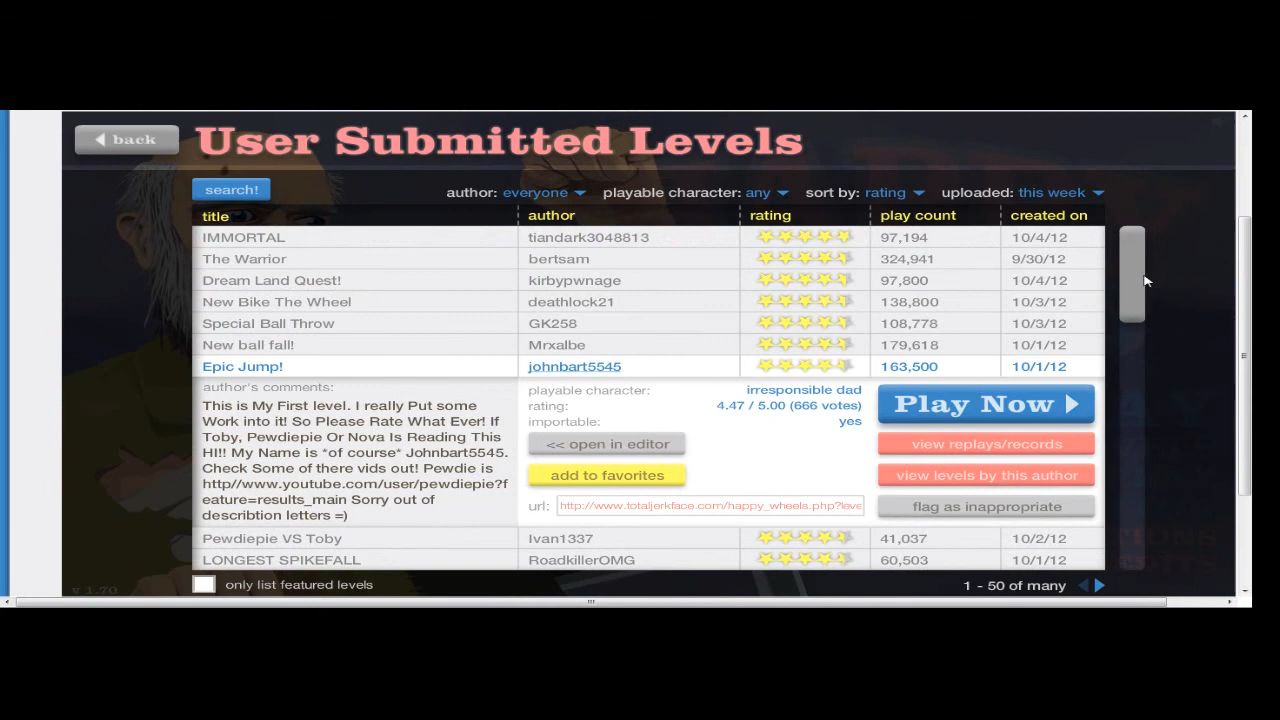 back
User Submitted Levels
search!
author: everyone playable character: any sort by: rating uploaded: this week
title author rating play count created on
IMMORTAL tiandark3048813 97,194 10/4/12
The Warrior bertsam 324,941 9/30/12
Dream Land Quest! kirbypwnage 97,800 10/4/12
New Bike The Wheel deathlock21 138,800 10/3/12
Special Ball Throw GK258 108,778 10/3/12
New ball fall! Mrxalbe 179,618 10/1/12
Epic Jump! johnbart5545 163,500 10/1/12
author's comments:
This is My First level. I really Put some
Work into it! So Please Rate What Ever! If
Toby, Pewdiepie Or Nova Is Reading This
HI!! My Name is *of course* Johnbart5545.
Check Some of there vids out! Pewdie is
http://www.youtube.com/user/pewdiepie?f
eature=results_main Sorry out of
describtion letters =)
playable character: irresponsible dad
rating: 4.47 / 5.00 (666 votes)
importable: yes
<< open in editor
add to favorites
url: http://www.totaljerkface.com/happy_wheels.php?leve
Play Now
view replays/records
view levels by this author
flag as inappropriate
Pewdiepie VS Toby Ivan1337 41,037 10/2/12
LONGEST SPIKEFALL RoadkillerOMG 60,503 10/1/12
only list featured levels 1 - 50 of many
v 1.70